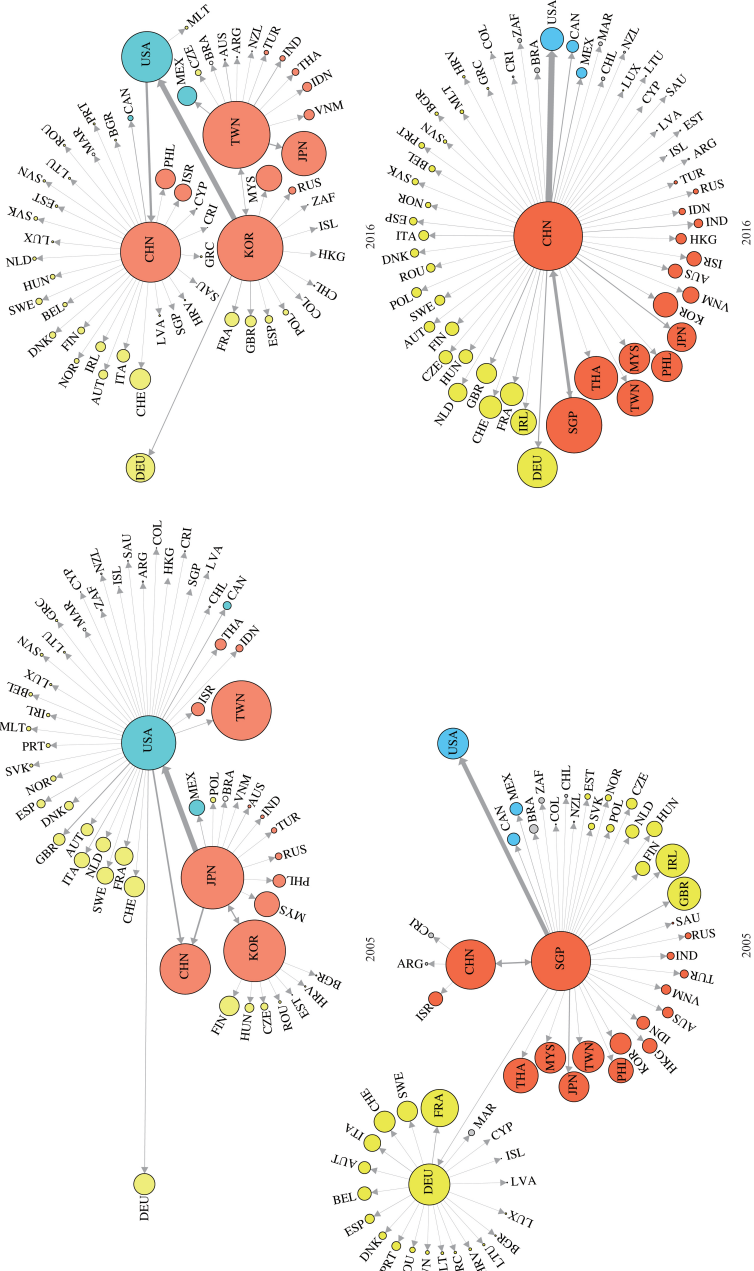 MLT
USA
MEX
CZE
BRA
AUS
ARG
NZL
TUR
IND
THA
IDN
VNM
TWN
JPN
CAN
BGR
PRT
MAR
ROU
LTU
SVN
EST
SVK
LUX
NLD
HUN
SWE
BEL
DNK
FIN
NOR
IRL
AUT
ITA
CHE
CHN
PHL
ISR
CYP
CRI
GRC
SAU
HRV
SGP
LVA
MYS
RUS
ZAF
ISL
HKG
CHL
COL
KOR
POL
ESP
GBR
FRA
DEU
2016
USA
CAN
MEX
MAR
CHL
NZL
LUX
LTU
CYP
SAU
LVA
EST
ISL
ARG
TUR
RUS
IDN
IND
HKG
ISR
AUS
VNM
KOR
JPN
PHL
MYS
TWN
THA
SGP
CHN
BRA
ZAF
CRI
COL
GRC
HRV
MLT
BGR
SVN
PRT
BEL
SVK
NOR
ESP
ITA
DNK
ROU
POL
SWE
AUT
FIN
CZE
HUN
NLD
GBR
CHE
FRA
IRL
DEU
2016
COL
CRI
SAU
HKG
LVA
NZL
ISL
ARG
SGP
CHL
CAN
CYP
ZAF
MAR
GRC
LTU
SVN
LUX
BEL
IRL
MLT
PRT
SVK
NOR
ESP
DNK
GBR
AUT
ITA
NLD
SWE
FRA
CHE
USA
THA
IDN
ISR
TWN
MEX
POL
BRA
VNM
AUS
IND
TUR
RUS
PHL
MYS
JPN
CHN
KOR
FIN
HUN
CZE
ROU
EST
HRV
BGR
DEU
2005
USA
CAN
MEX
BRA
ZAF
COL
CHL
NZL
EST
SVK
NOR
POL
CZE
NLD
HUN
FIN
IRL
GBR
SAU
RUS
IND
TUR
VNM
AUS
IDN
HKG
KOR
PHL
TWN
JPN
MYS
THA
SGP
CHN
CRI
ARG
ISR
2005
SWE
FRA
CHE
ITA
AUT
BEL
ESP
DNK
PRT
OU
VN
LT
RC
HRV
LTU
BGR
LUX
LVA
ISL
CYP
MAR
DEU